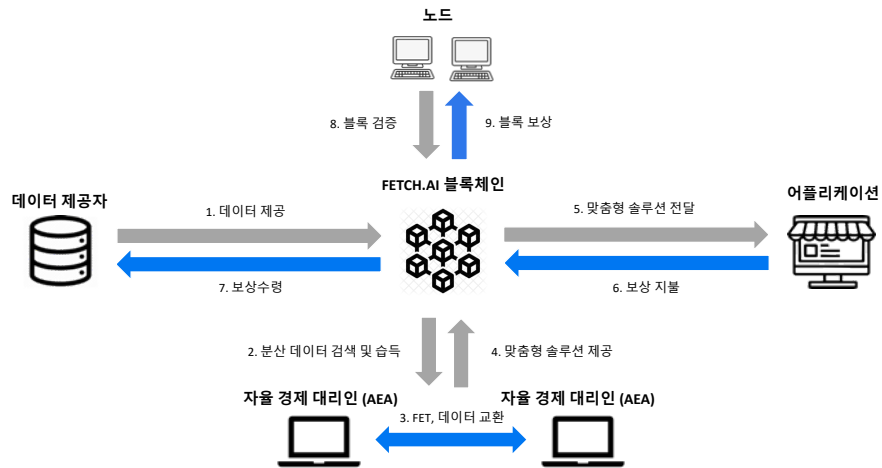 노드
8. 블록 검증
9. 블록 보상
FETCH.AI 블록체인
데이터 제공자
어플리케이션
1. 데이터 제공
5. 맞춤형 솔루션 전달
7. 보상수령
6. 보상 지불
2. 분산 데이터 검색 및 습득
4. 맞춤형 솔루션 제공
자율 경제 대리인 (AEA)
자율 경제 대리인 (AEA)
3. FET, 데이터 교환